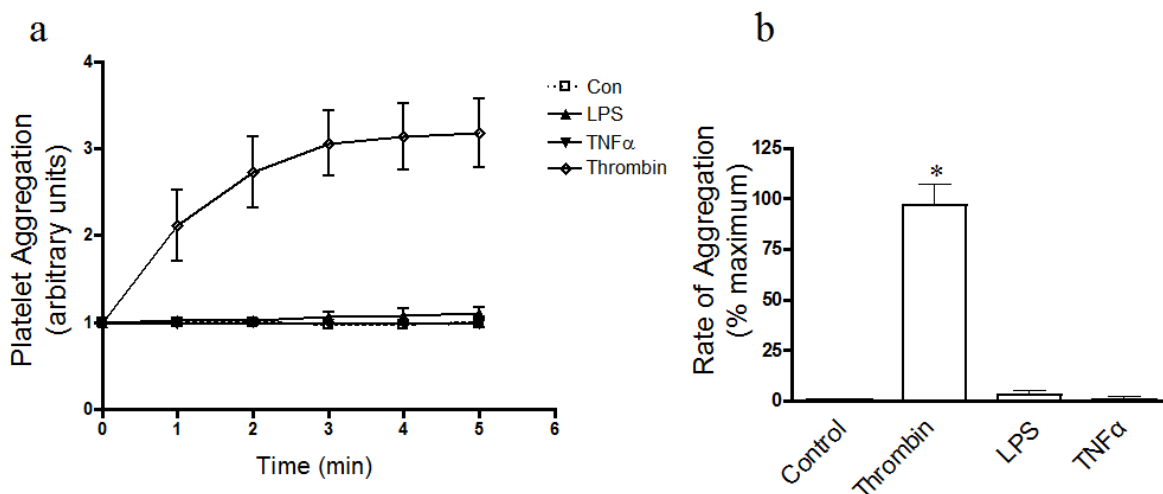 a
Platelet Aggregation
(arbitrary units)
4
3
2
1
0
0 1 2 3 4 5 6
Time (min)
Con
LPS
TNFα
Thrombin
b
Rate of Aggregation
(% maximum)
125
100
75
50
25
0
*
Control
Thrombin
LPS
TNFα